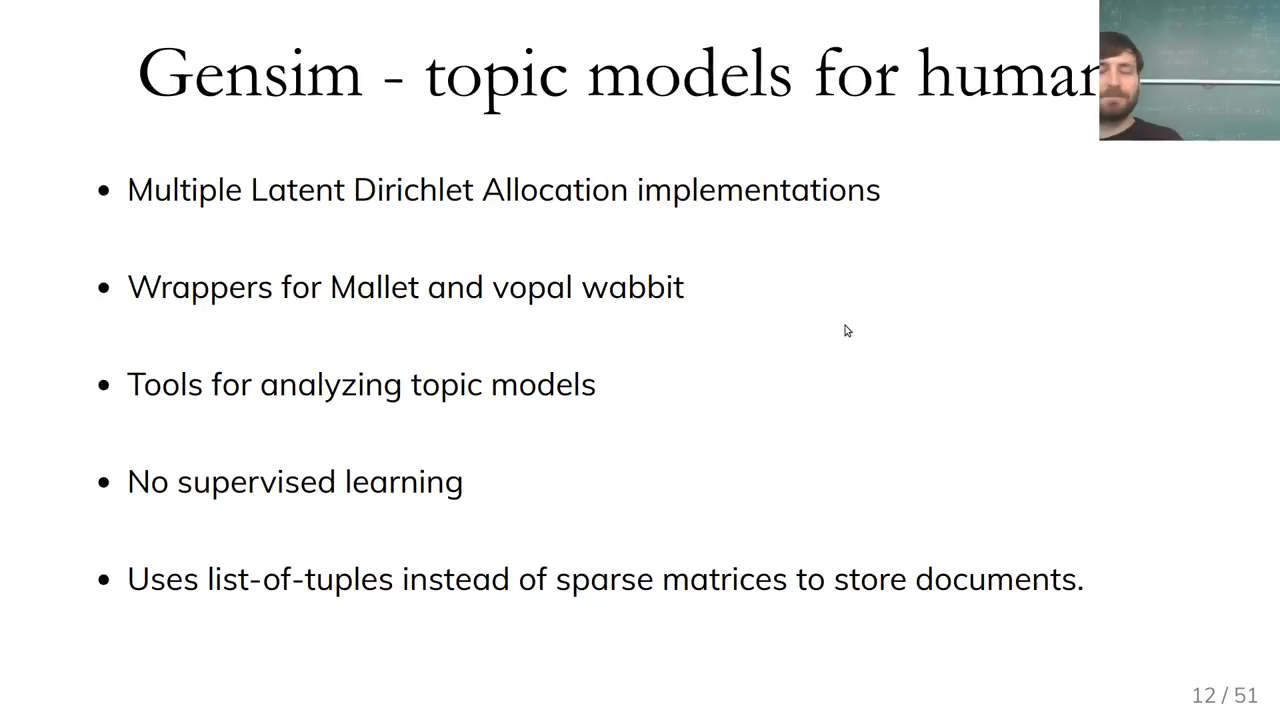 Gensim - topic models for human
• Multiple Latent Dirichlet Allocation implementations
• Wrappers for Mallet and vopal wabbit
• Tools for analyzing topic models
• No supervised learning
• Uses list-of-tuples instead of sparse matrices to store documents.
12 / 51